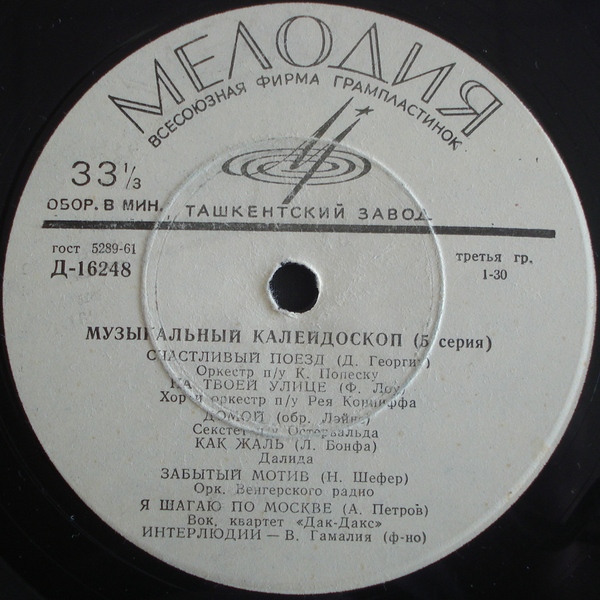 МЕЛОДИЯ
ВСЕСОЮЗНАЯ ФИРМА ГРАМПЛАСТИНОК
33 1/3
ОБОР. В МИН.
ТАШКЕНТСКИЙ ЗАВОД
гост 5289-61
Д-16248
третья гр.
1-30
МУЗЫКАЛЬНЫЙ КАЛЕЙДОСКОП (5 серия)
СЧАСТЛИВЫЙ ПОЕЗД (Д. Георгиу)
Оркестр п/у К. Попеску
НА ТВОЕЙ УЛИЦЕ (Ф. Лоу)
Хор и оркестр п/у Рея Конниффа
ДОМОЙ (обр. Лэйна)
Секстет Остервальда
КАК ЖАЛЬ (Л. Бонфа)
Далида
ЗАБЫТЫЙ МОТИВ (Н. Шефер)
Орк. Венгерского радио
Я ШАГАЮ ПО МОСКВЕ (А. Петров)
Вок. квартет «Дак-Дакс»
ИНТЕРЛЮДИИ — В. Гамалия (ф-но)